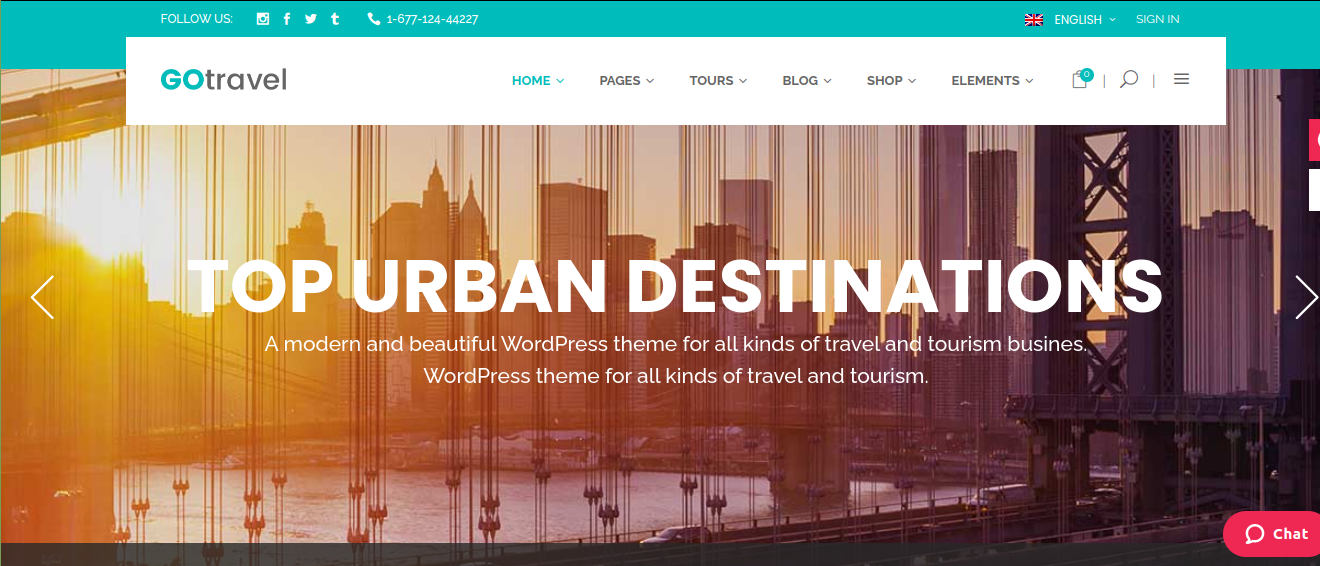 FOLLOW US: 1-677-124-44227 ENGLISH SIGN IN
GOtravel HOME PAGES TOURS BLOG SHOP ELEMENTS 0
TOP URBAN DESTINATIONS
A modern and beautiful WordPress theme for all kinds of travel and tourism busines.
WordPress theme for all kinds of travel and tourism.
Chat